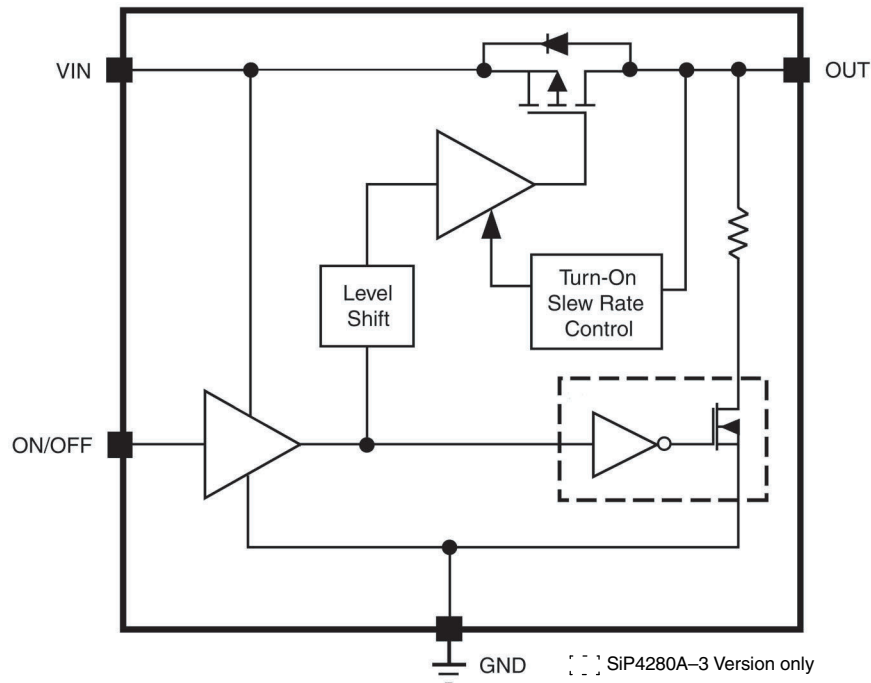 VIN
OUT
Level
Shift
Turn-On
Slew Rate
Control
ON/OFF
GND
SiP4280A–3 Version only